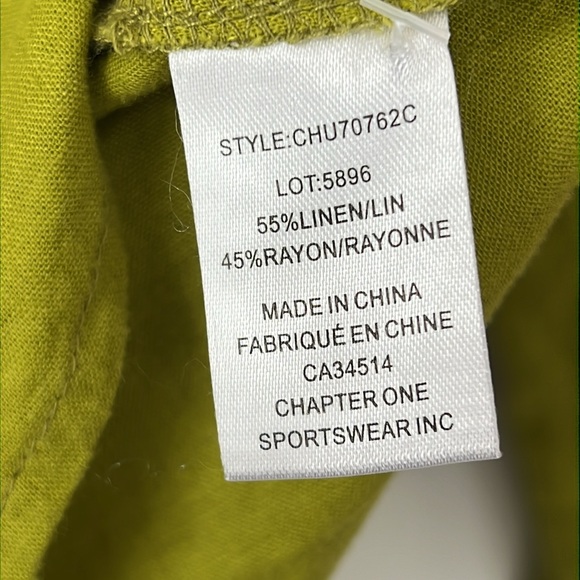 STYLE:CHU70762C
LOT:5896
55%LINEN/LIN
45%RAYON/RAYONNE
MADE IN CHINA
FABRIQUÉ EN CHINE
CA34514
CHAPTER ONE
SPORTSWEAR INC